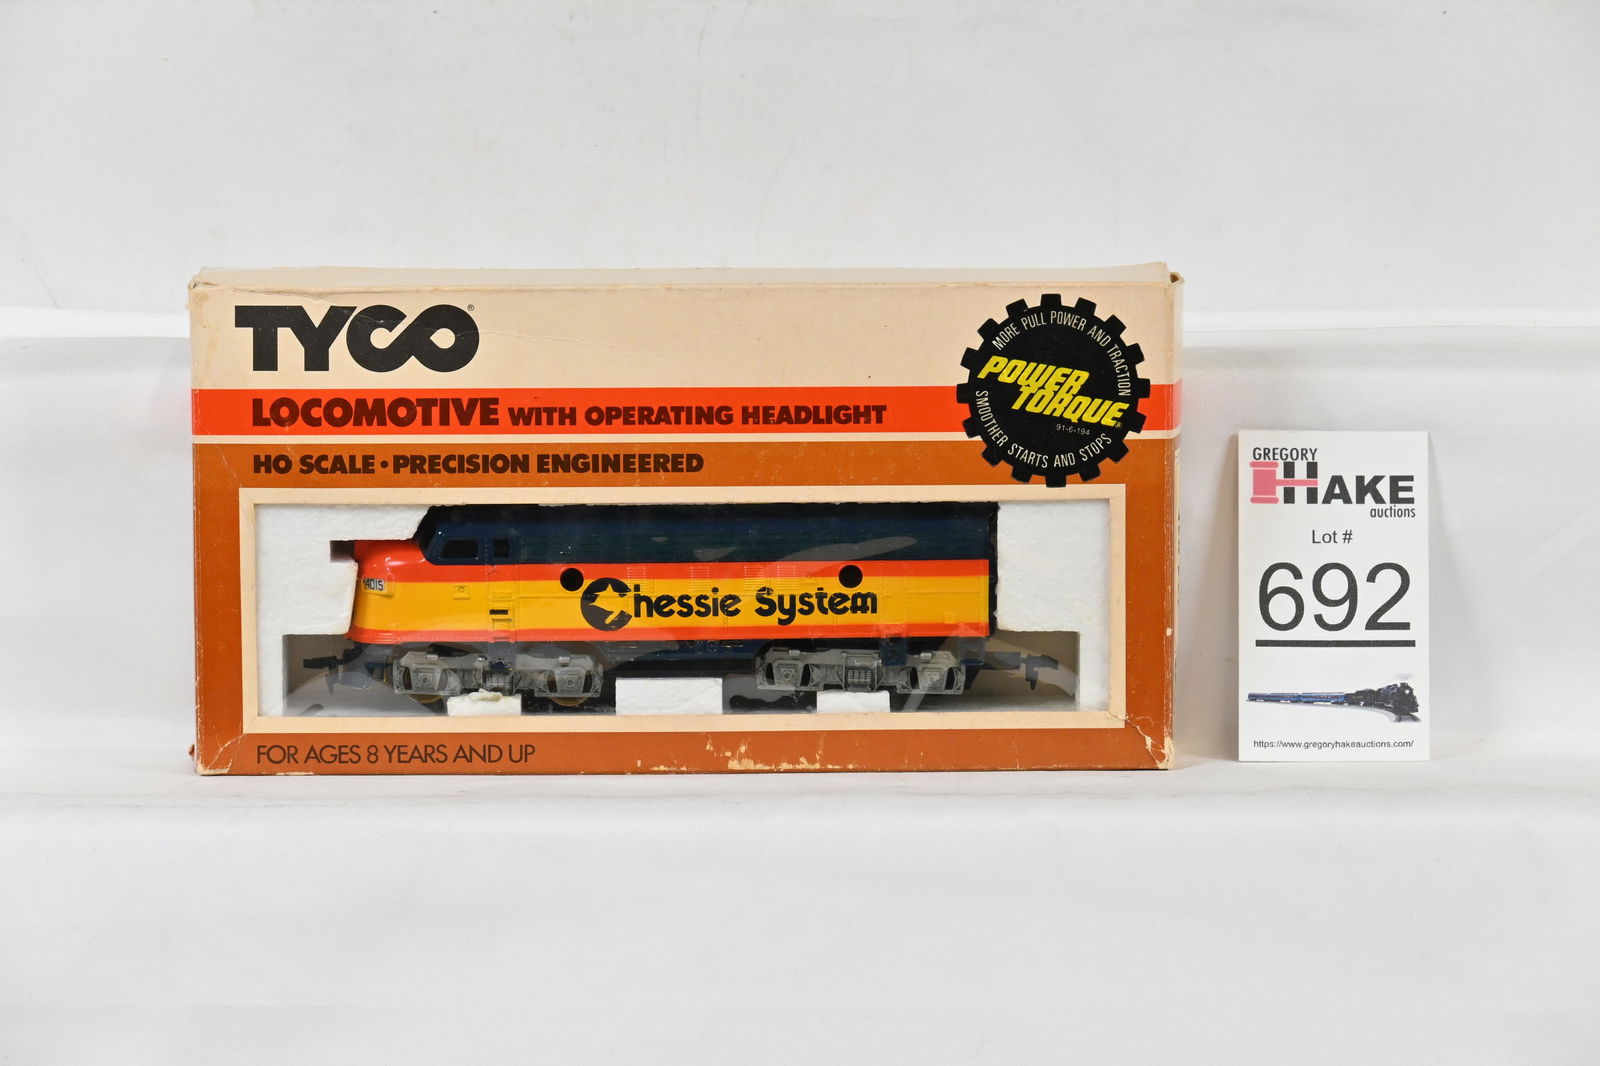 TYCO®
LOCOMOTIVE WITH OPERATING HEADLIGHT
HO SCALE • PRECISION ENGINEERED
MORE PULL POWER AND TRACTION
POWER
TORQUE®
91-6-194
SMOOTHER STARTS AND STOPS
4015
Chessie System
FOR AGES 8 YEARS AND UP
GREGORY
HAKE
auctions
Lot #
692
https://www.gregoryhakeauctions.com/